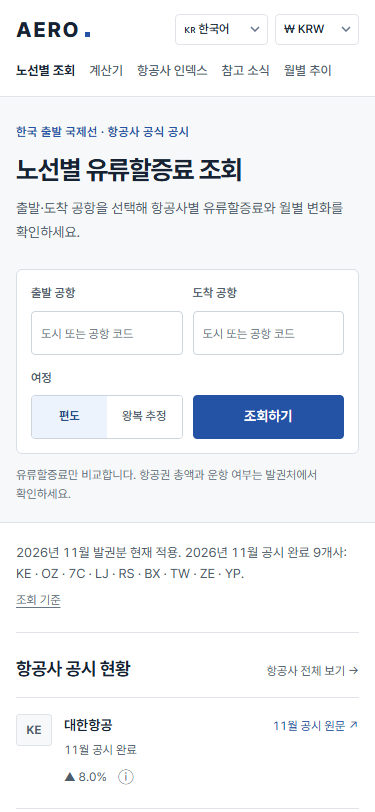 AERO
KR 한국어
₩ KRW
노선별 조회 계산기 항공사 인덱스 참고 소식 월별 추이
한국 출발 국제선 · 항공사 공식 공시
노선별 유류할증료 조회
출발·도착 공항을 선택해 항공사별 유류할증료와 월별 변화를
확인하세요.
출발 공항 도착 공항
도시 또는 공항 코드 도시 또는 공항 코드
여정
편도 왕복 추정 조회하기
유류할증료만 비교합니다. 항공권 총액과 운항 여부는 발권처에서
확인하세요.
2026년 11월 발권분 현재 적용. 2026년 11월 공시 완료 9개사:
KE · OZ · 7C · LJ · RS · BX · TW · ZE · YP.
조회 기준
항공사 공시 현황 항공사 전체 보기 →
KE 대한항공 11월 공시 원문 ↗
11월 공시 완료
▲ 8.0% ⓘ